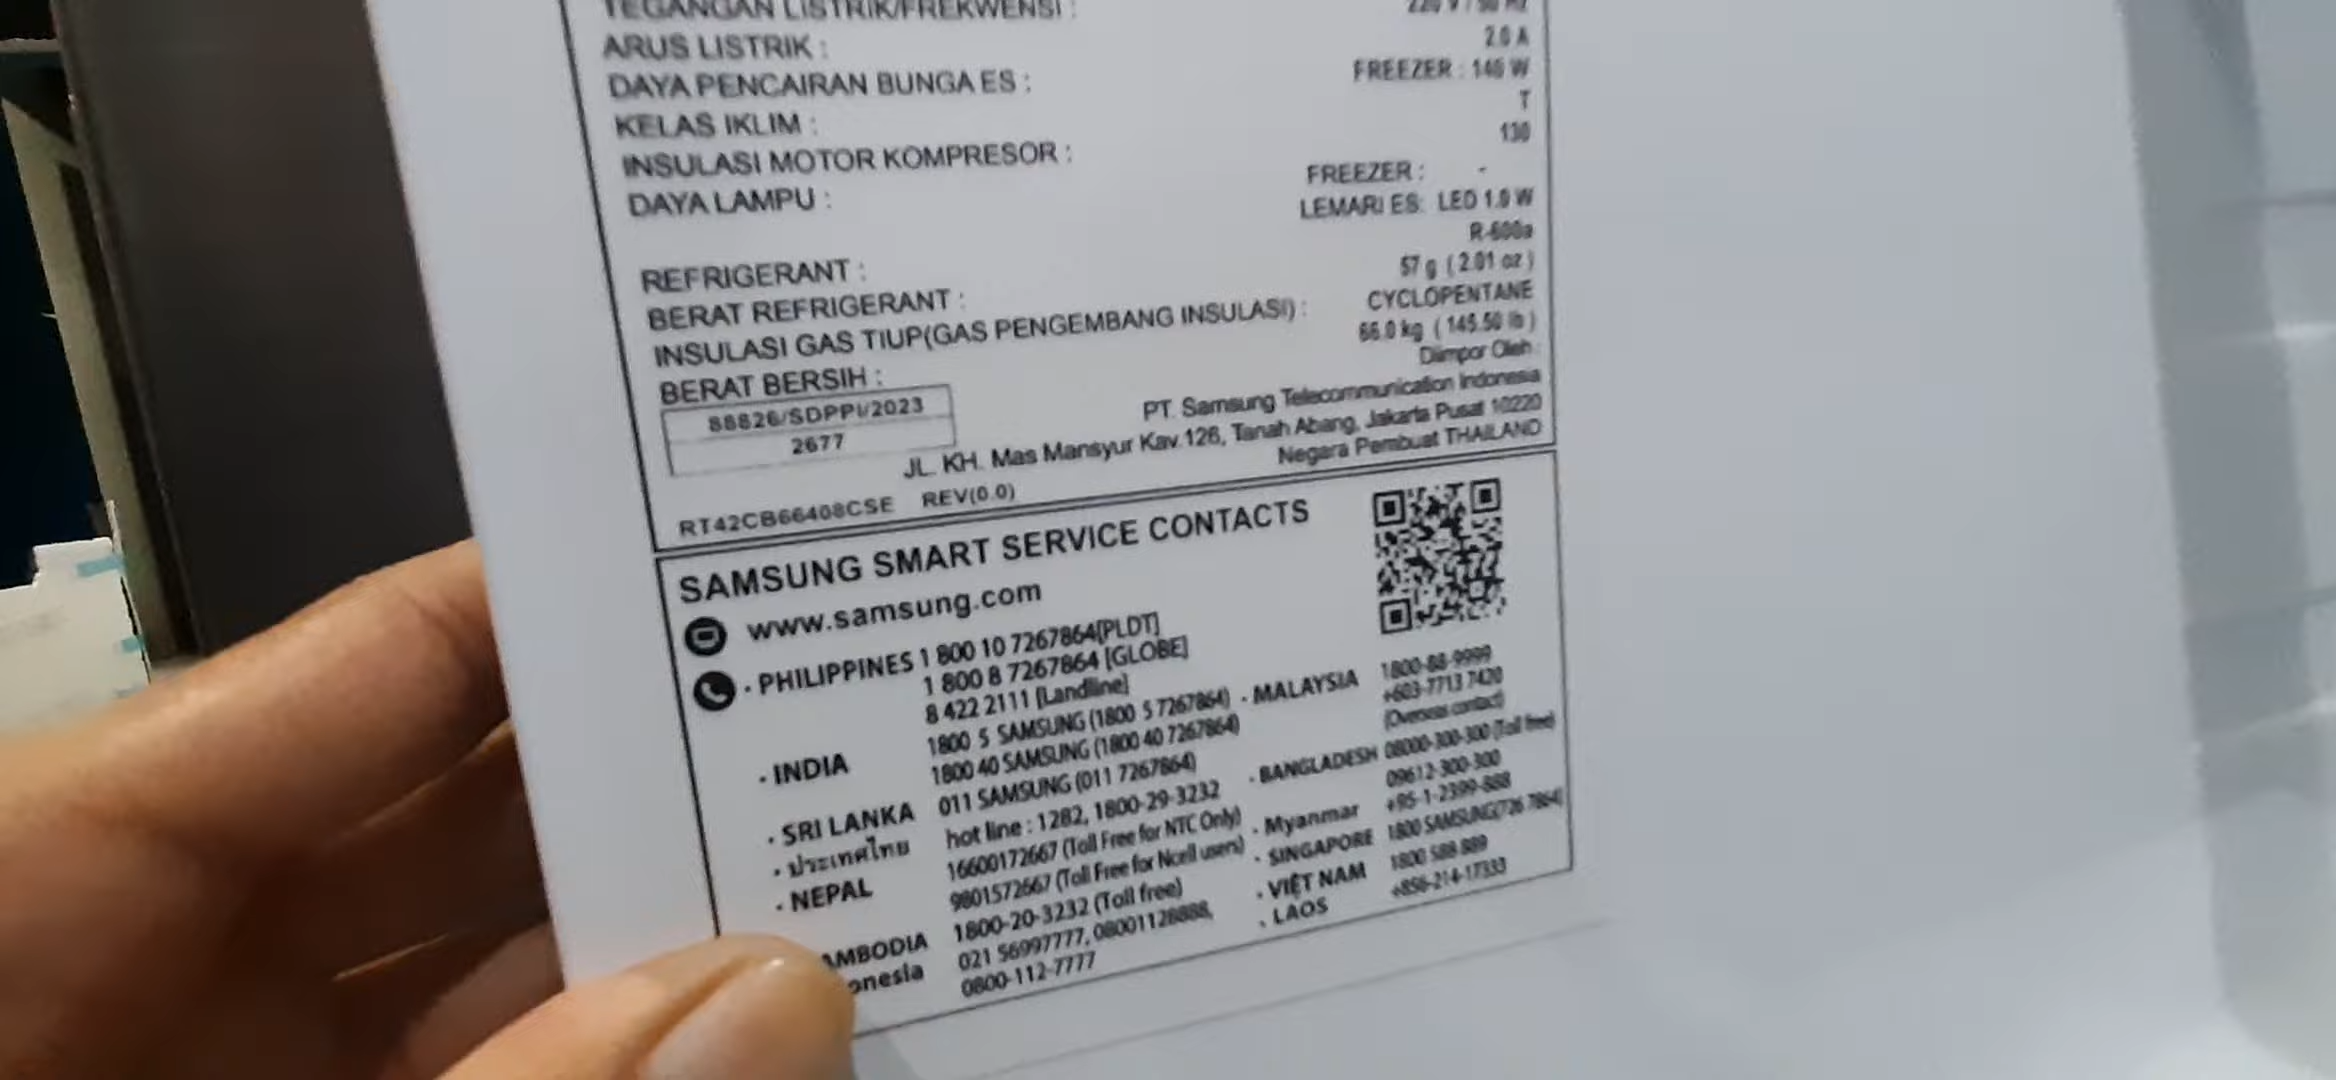 TEGANGAN LISTRIK/FREKWENSI : 220 V / 50 Hz
ARUS LISTRIK : 2.0 A
DAYA PENCAIRAN BUNGA ES : FREEZER : 140 W
KELAS IKLIM : T
INSULASI MOTOR KOMPRESOR : 130
DAYA LAMPU : FREEZER : -
LEMARI ES: LED 1.9 W
REFRIGERANT : R-600a
BERAT REFRIGERANT : 57 g ( 2.01 oz )
INSULASI GAS TIUP(GAS PENGEMBANG INSULASI) : CYCLOPENTANE
BERAT BERSIH : 66.0 kg ( 145.50 lb )
Diimpor Oleh :
88826/SDPPI/2023
2677
PT. Samsung Telecommunication Indonesia
JL. KH. Mas Mansyur Kav.126, Tanah Abang, Jakarta Pusat 10220
Negara Pembuat THAILAND
RT42CB66408CSE REV(0.0)
SAMSUNG SMART SERVICE CONTACTS
www.samsung.com
· PHILIPPINES 1 800 10 7267864[PLDT]
1 800 8 7267864 [GLOBE]
8 422 2111 [Landline]
· INDIA 1800 5 SAMSUNG (1800 5 7267864)
1800 40 SAMSUNG (1800 40 7267864)
· SRI LANKA 011 SAMSUNG (011 7267864)
· ประเทศไทย hot line : 1282, 1800-29-3232
· NEPAL 16600172667 (Toll Free for NTC Only)
9801572667 (Toll Free for Ncell users)
AMBODIA 1800-20-3232 (Toll free)
onesia 021 56997777, 08001128888,
0800-112-7777
· MALAYSIA 1800-88-9999
+603-7713 7420
(Overseas contact)
· BANGLADESH 08000-300-300 (Toll free)
09612-300-300
· Myanmar +95-1-2399-888
· SINGAPORE 1800 SAMSUNG(726 7864)
· VIỆT NAM 1800 588 889
· LAOS +856-214-17333